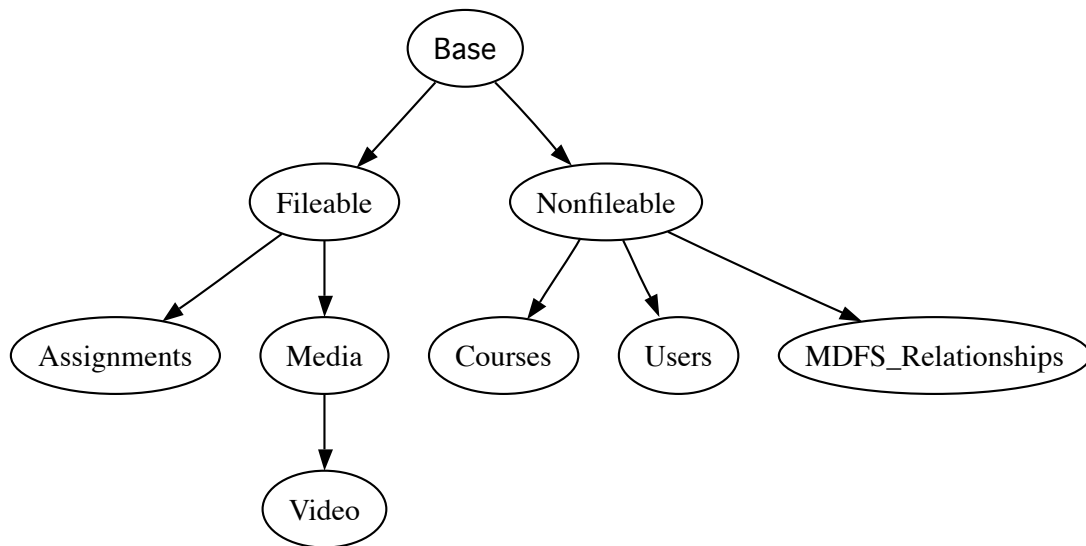 Base
Fileable
Nonfileable
Assignments
Media
Courses
Users
MDFS_Relationships
Video